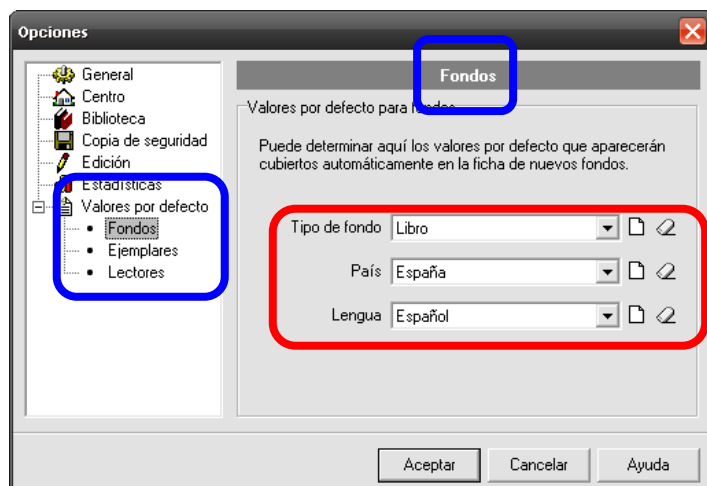 Opciones
General
Centro
Biblioteca
Copia de seguridad
Edición
Estadísticas
Valores por defecto
Fondos
Ejemplares
Lectores
Fondos
Valores por defecto para fondos
Puede determinar aquí los valores por defecto que aparecerán
cubiertos automáticamente en la ficha de nuevos fondos.
Tipo de fondo Libro
País España
Lengua Español
Aceptar Cancelar Ayuda